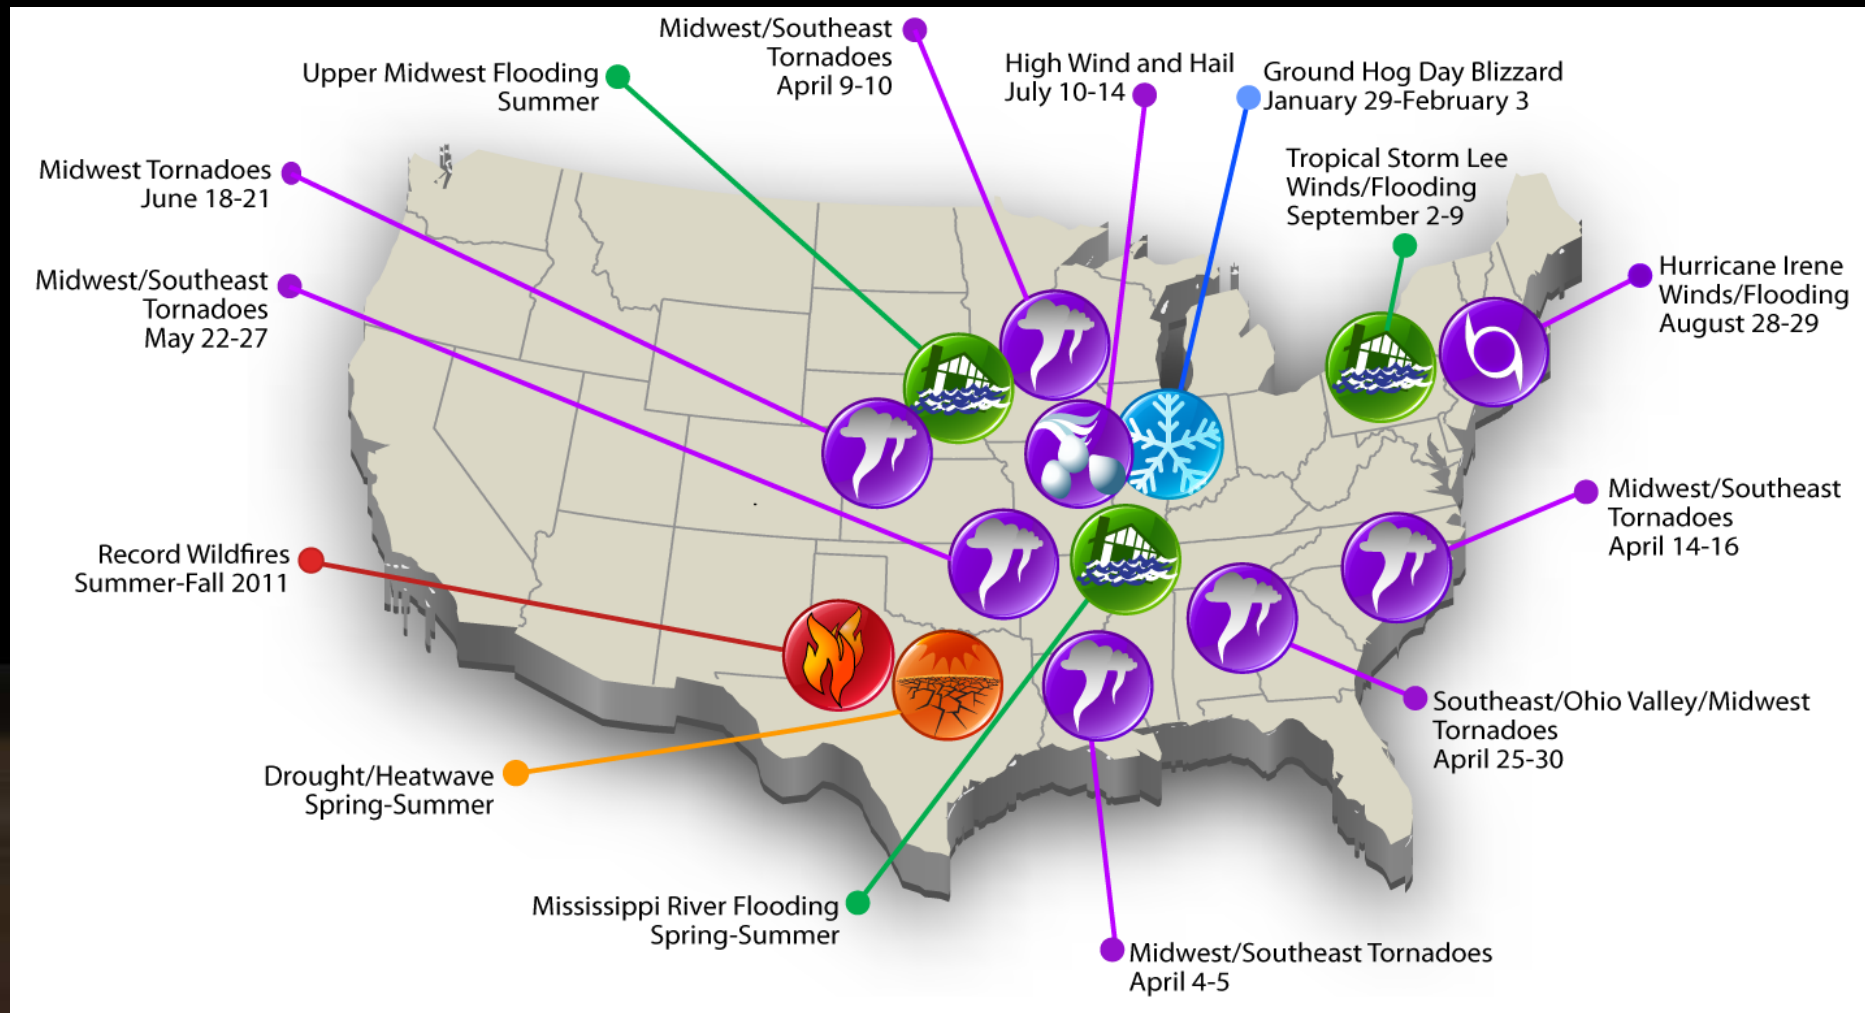 Midwest/Southeast
Tornadoes
April 9-10
High Wind and Hail
July 10-14
Ground Hog Day Blizzard
January 29-February 3
Upper Midwest Flooding
Summer
Tropical Storm Lee
Winds/Flooding
September 2-9
Midwest Tornadoes
June 18-21
Hurricane Irene
Winds/Flooding
August 28-29
Midwest/Southeast
Tornadoes
May 22-27
Midwest/Southeast
Tornadoes
April 14-16
Record Wildfires
Summer-Fall 2011
Southeast/Ohio Valley/Midwest
Tornadoes
April 25-30
Drought/Heatwave
Spring-Summer
Mississippi River Flooding
Spring-Summer
Midwest/Southeast Tornadoes
April 4-5